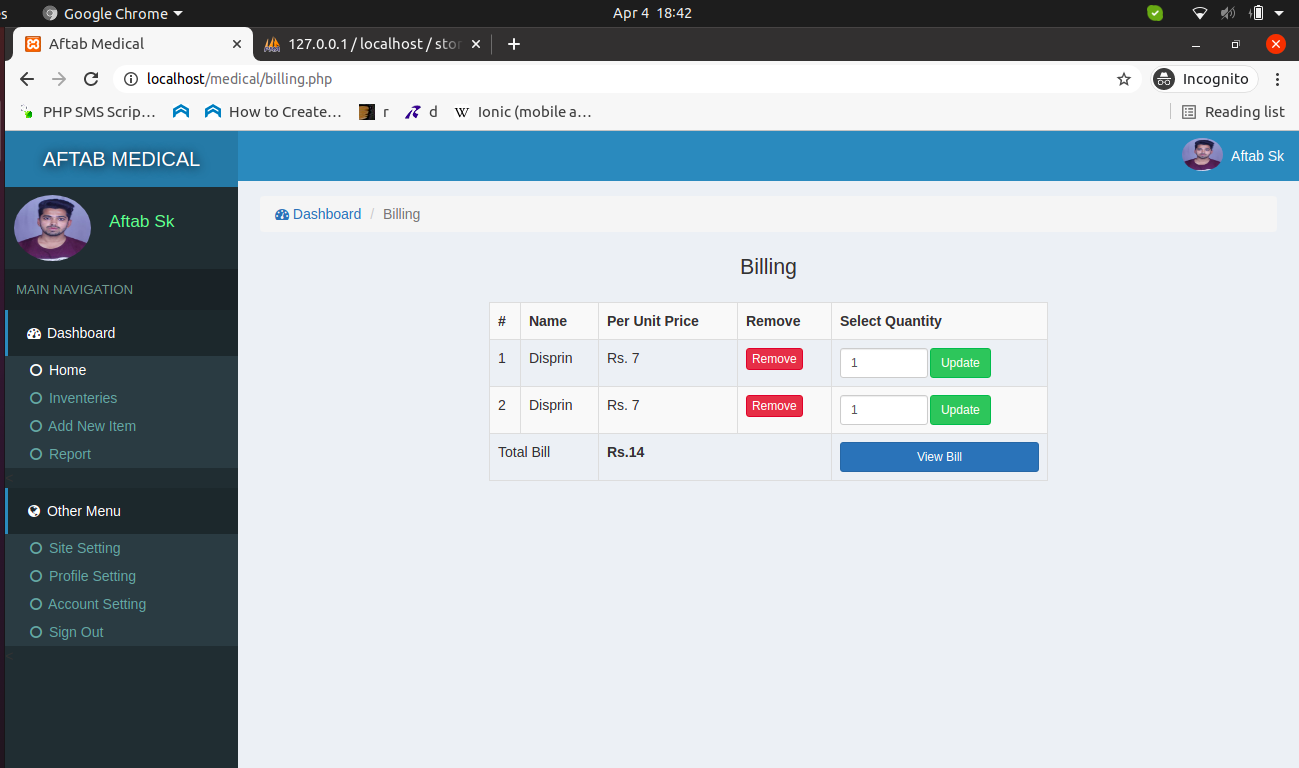 es Google Chrome Apr 4 18:42
Aftab Medical 127.0.0.1 / localhost / stor
localhost/medical/billing.php Incognito
PHP SMS Scrip… How to Create… r d Ionic (mobile a… Reading list
AFTAB MEDICAL Aftab Sk
Aftab Sk
Dashboard / Billing
Billing
MAIN NAVIGATION
Dashboard
Home
Inventeries
Add New Item
Report
Other Menu
Site Setting
Profile Setting
Account Setting
Sign Out
# Name Per Unit Price Remove Select Quantity
1 Disprin Rs. 7 Remove 1 Update
2 Disprin Rs. 7 Remove 1 Update
Total Bill Rs.14 View Bill